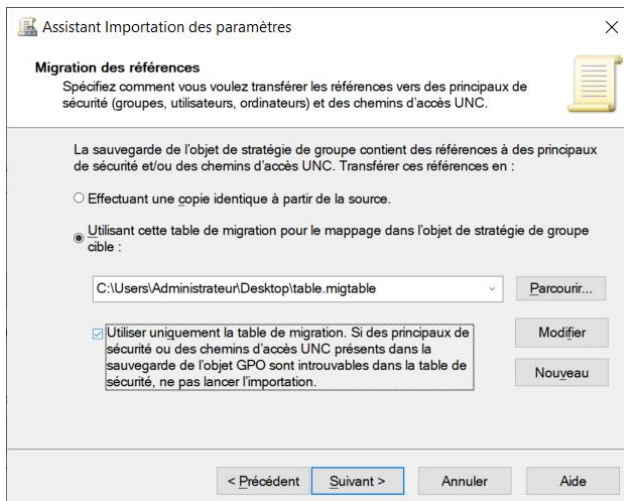 Assistant Importation des paramètres
Migration des références
Spécifiez comment vous voulez transférer les références vers des principaux de
sécurité (groupes, utilisateurs, ordinateurs) et des chemins d'accès UNC.
La sauvegarde de l'objet de stratégie de groupe contient des références à des principaux
de sécurité et/ou des chemins d'accès UNC. Transférer ces références en :
Effectuant une copie identique à partir de la source.
Utilisant cette table de migration pour le mappage dans l'objet de stratégie de groupe
cible :
C:\Users\Administrateur\Desktop\table.migtable
Parcourir...
Utiliser uniquement la table de migration. Si des principaux de
sécurité ou des chemins d'accès UNC présents dans la
sauvegarde de l'objet GPO sont introuvables dans la table de
sécurité, ne pas lancer l'importation.
Modifier
Nouveau
< Précédent
Suivant >
Annuler
Aide